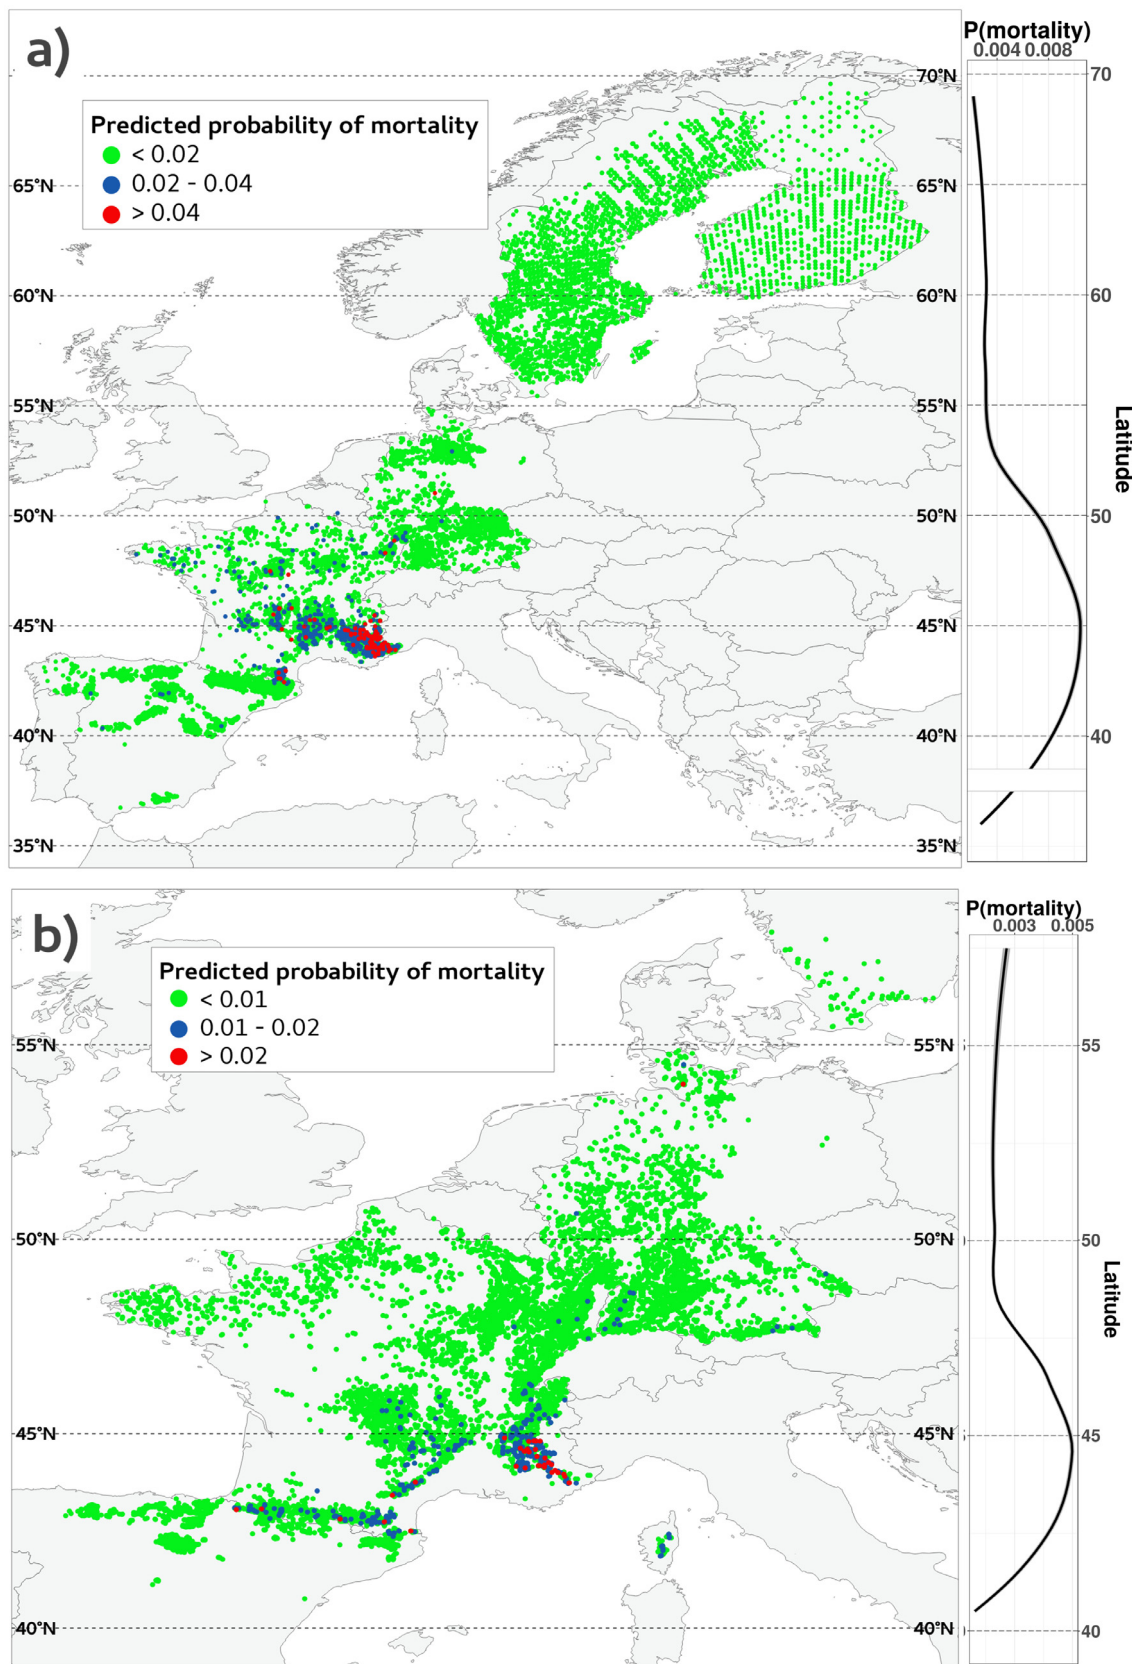 a)
P(mortality)
0.004 0.008
Predicted probability of mortality
< 0.02
0.02 - 0.04
> 0.04
70°N
70
65°N
65°N
60°N
60°N
60
55°N
55°N
Latitude
50°N
50°N
50
45°N
45°N
40°N
40°N
40
35°N
35°N
b)
P(mortality)
0.003 0.005
Predicted probability of mortality
< 0.01
0.01 - 0.02
> 0.02
55°N
55°N
55
50°N
50°N
50
Latitude
45°N
45°N
45
40°N
40°N
40